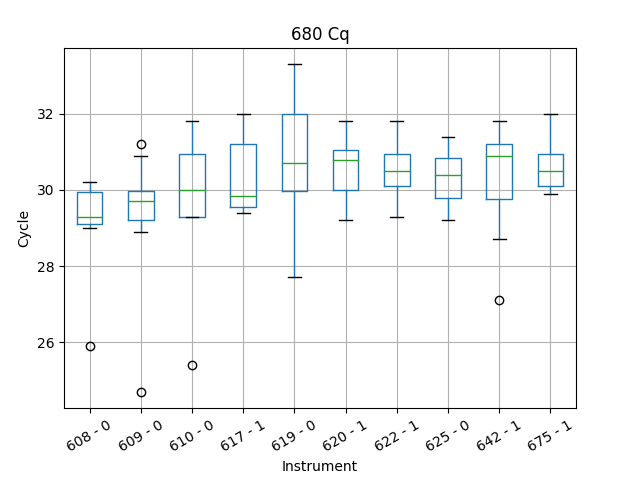 680 Cq
32
30
28
26
Cycle
608 - 0
609 - 0
610 - 0
617 - 1
619 - 0
620 - 1
622 - 1
625 - 0
642 - 1
675 - 1
Instrument